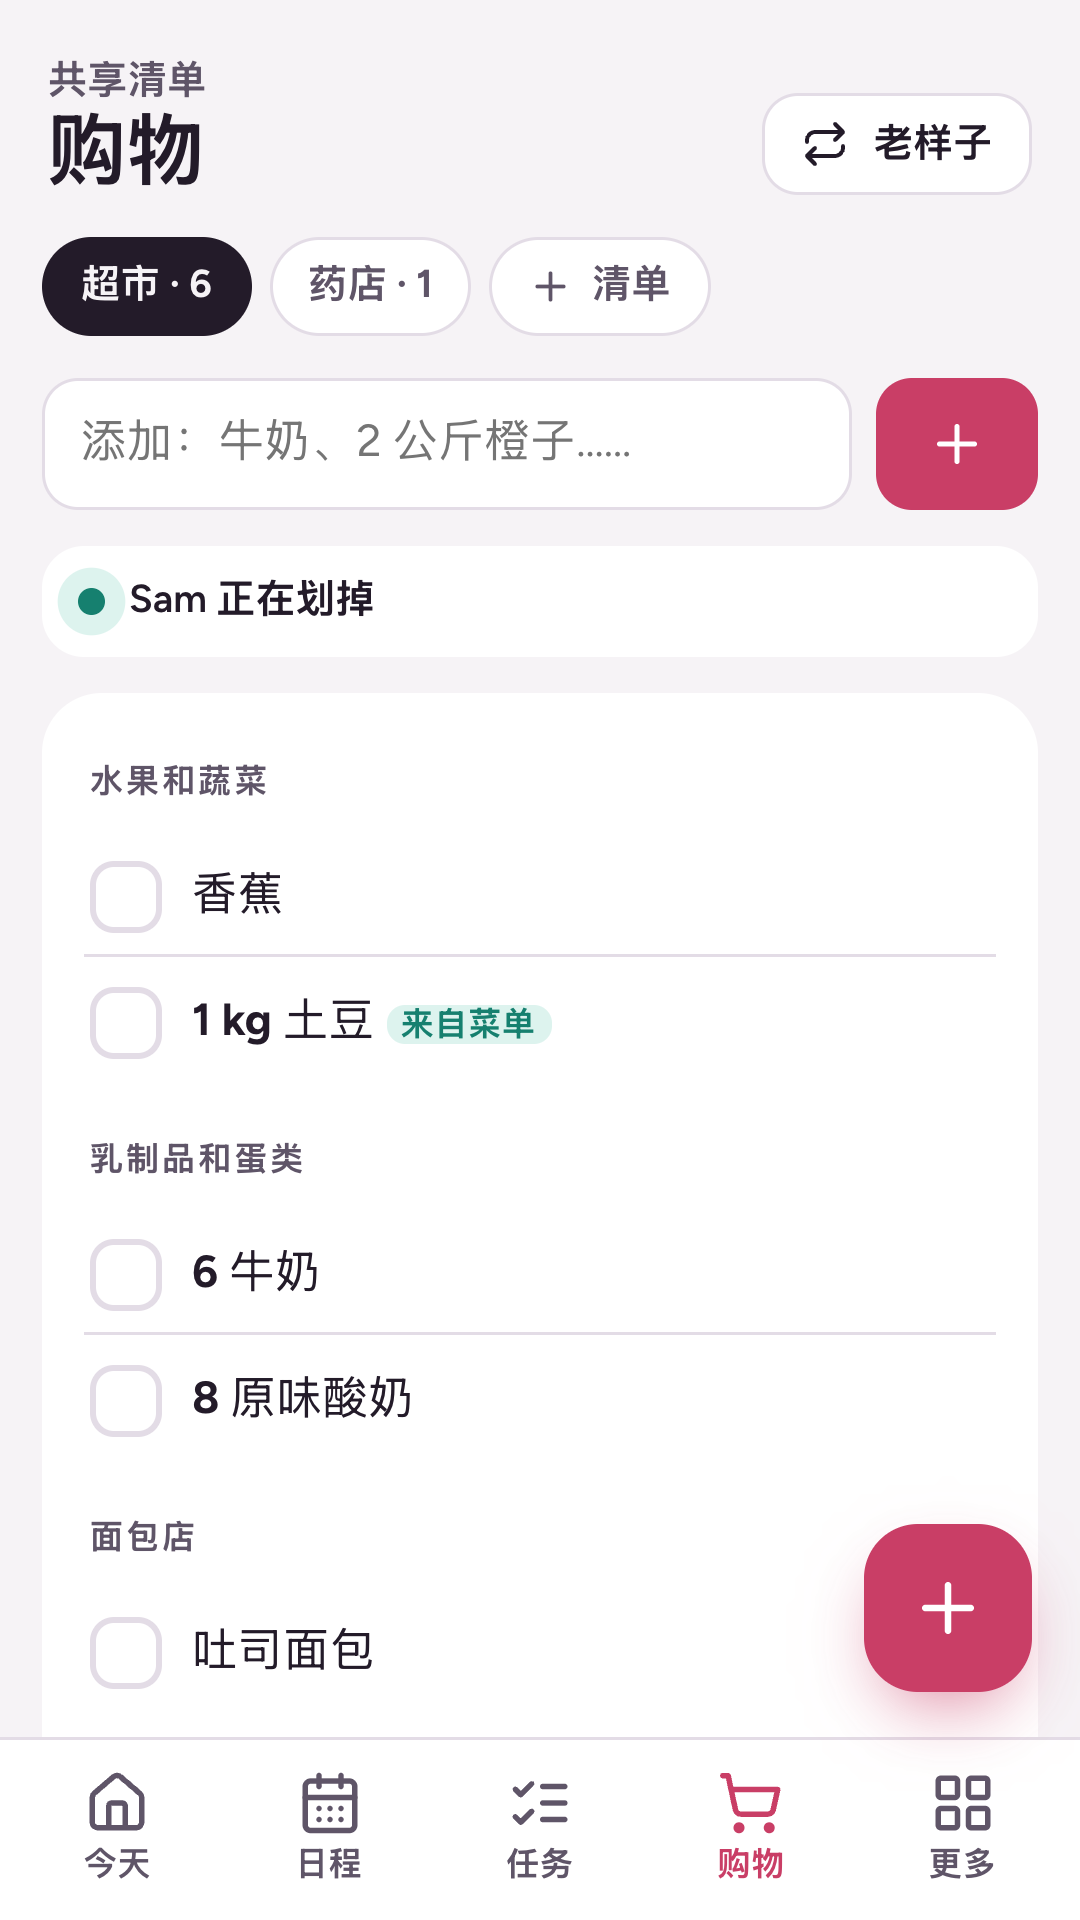 共享清单
购物
老样子
超市 · 6
药店 · 1
清单
添加：牛奶、2 公斤橙子……
Sam 正在划掉
水果和蔬菜
香蕉
1 kg 土豆 来自菜单
乳制品和蛋类
6 牛奶
8 原味酸奶
面包店
吐司面包
今天
日程
任务
购物
更多